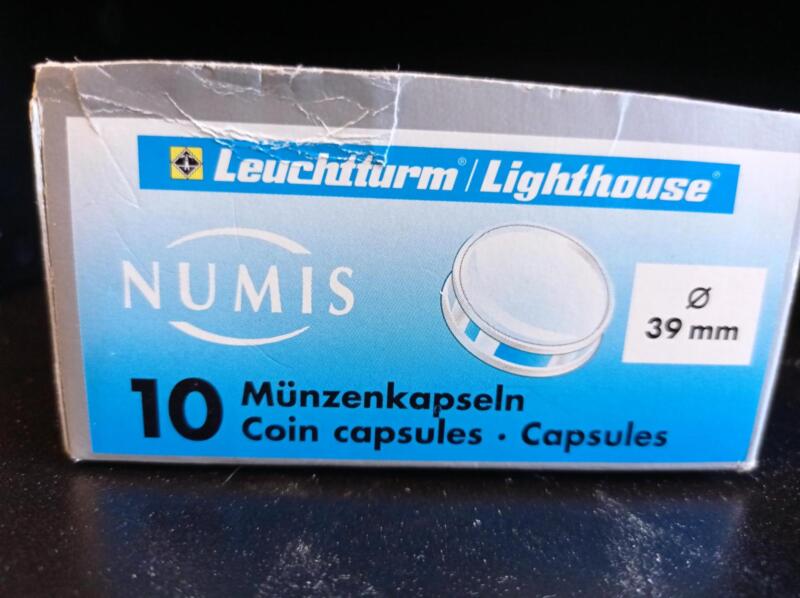 Leuchtturm® / Lighthouse®
NUMIS
Ø
39 mm
10 Münzenkapseln
Coin capsules · Capsules